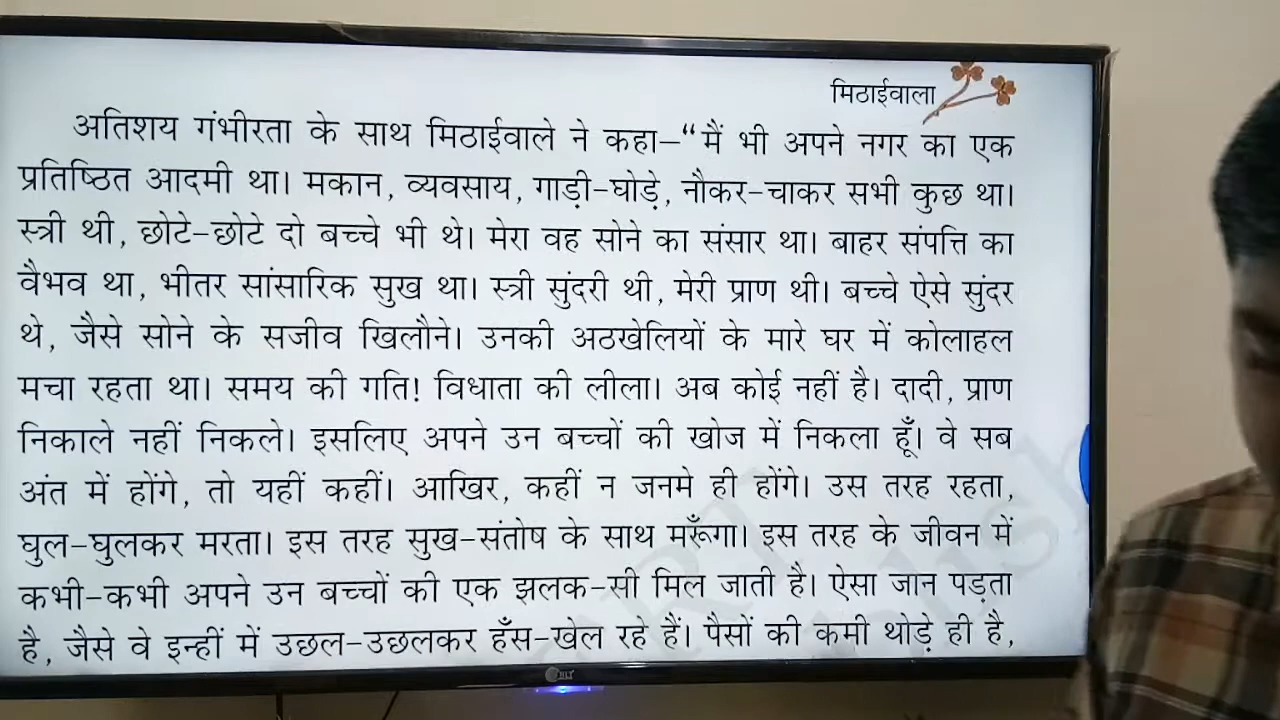 मिठाईवाला
अतिशय गंभीरता के साथ मिठाईवाले ने कहा–“मैं भी अपने नगर का एक
प्रतिष्ठित आदमी था। मकान, व्यवसाय, गाड़ी-घोड़े, नौकर-चाकर सभी कुछ था।
स्त्री थी, छोटे-छोटे दो बच्चे भी थे। मेरा वह सोने का संसार था। बाहर संपत्ति का
वैभव था, भीतर सांसारिक सुख था। स्त्री सुंदरी थी, मेरी प्राण थी। बच्चे ऐसे सुंदर
थे, जैसे सोने के सजीव खिलौने। उनकी अठखेलियों के मारे घर में कोलाहल
मचा रहता था। समय की गति! विधाता की लीला। अब कोई नहीं है। दादी, प्राण
निकाले नहीं निकले। इसलिए अपने उन बच्चों की खोज में निकला हूँ। वे सब
अंत में होंगे, तो यहीं कहीं। आखिर, कहीं न जनमे ही होंगे। उस तरह रहता,
घुल-घुलकर मरता। इस तरह सुख-संतोष के साथ मरूँगा। इस तरह के जीवन में
कभी-कभी अपने उन बच्चों की एक झलक-सी मिल जाती है। ऐसा जान पड़ता
है, जैसे वे इन्हीं में उछल-उछलकर हँस-खेल रहे हैं। पैसों की कमी थोड़े ही है,